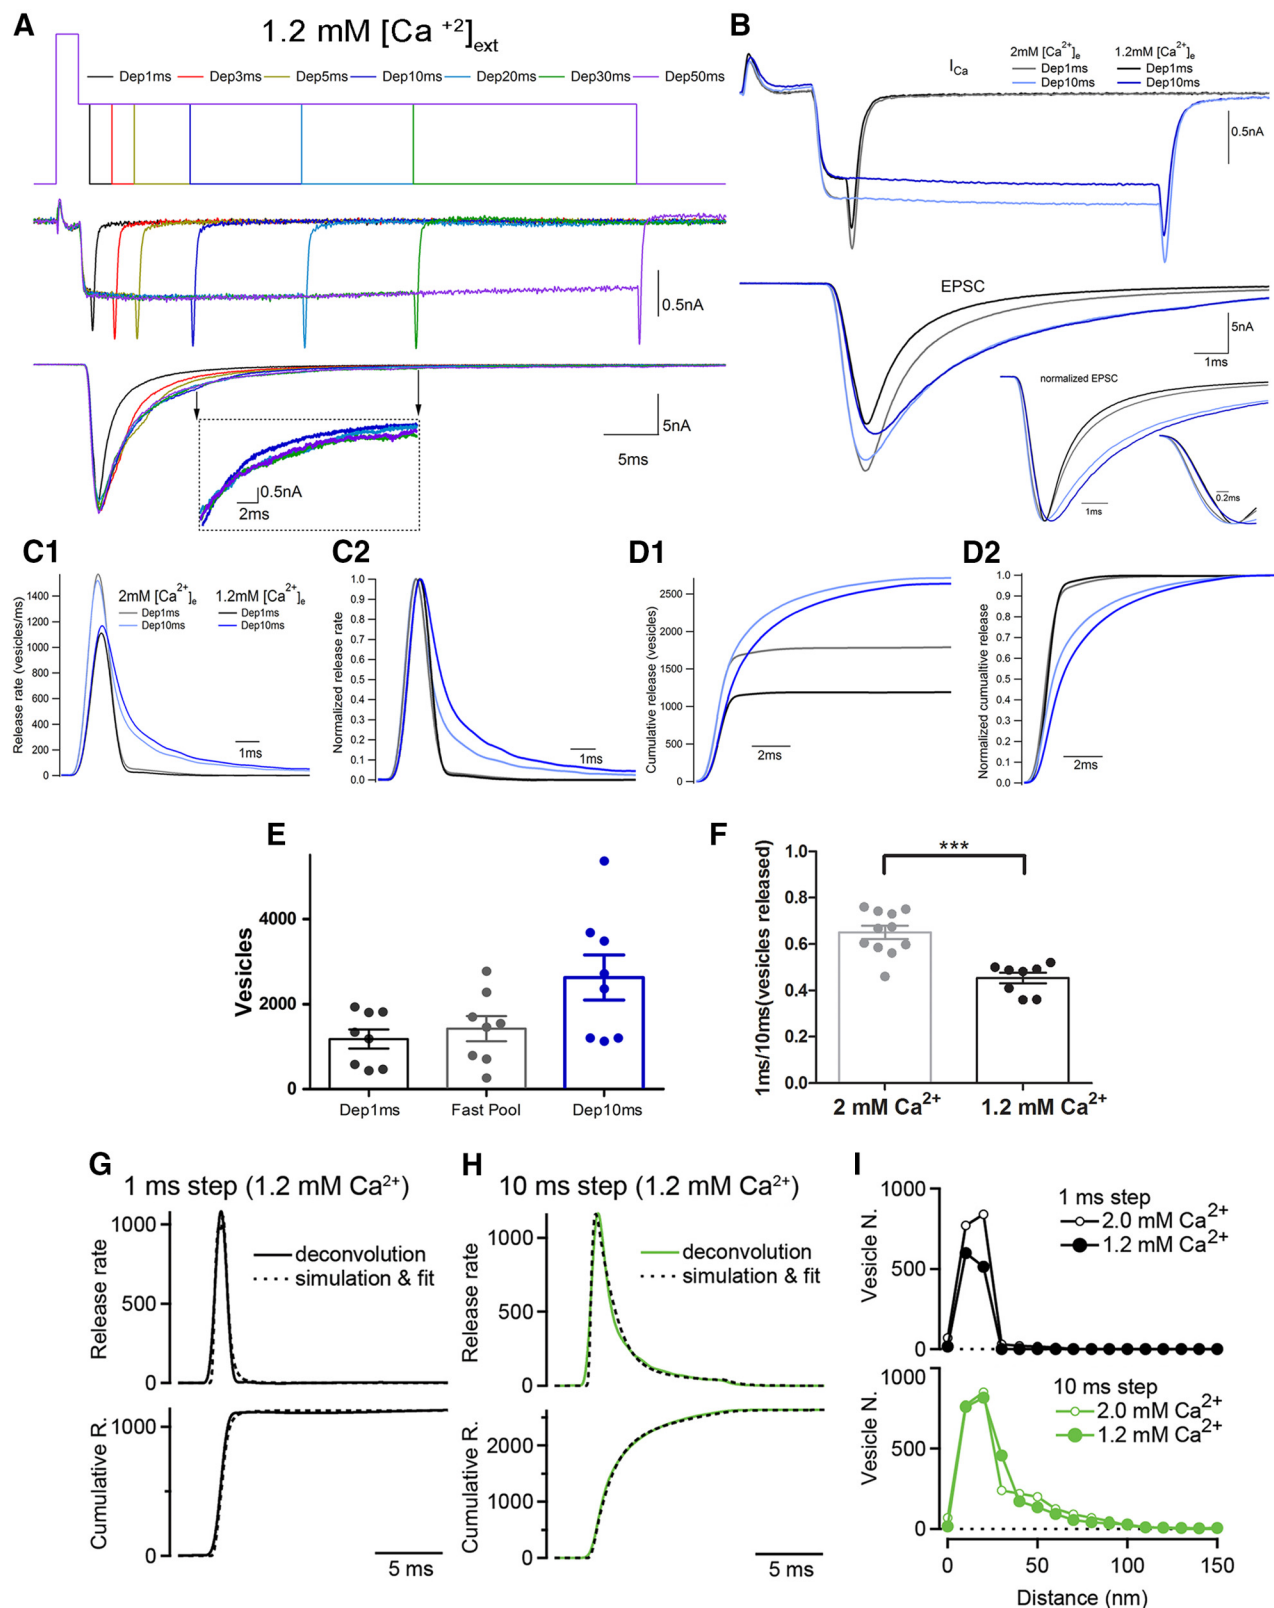 A
1.2 mM [Ca +2]ext
Dep1ms Dep3ms Dep5ms Dep10ms Dep20ms Dep30ms Dep50ms
0.5nA
5nA
5ms
0.5nA
2ms
B
2mM [Ca2+]e 1.2mM [Ca2+]e
ICa
Dep1ms Dep1ms
Dep10ms Dep10ms
0.5nA
EPSC
5nA
1ms
normalized EPSC
1ms
0.2ms
C1
Release rate (vesicles/ms)
1400
1200
1000
800
600
400
200
0
2mM [Ca2+]e 1.2mM [Ca2+]e
Dep1ms Dep1ms
Dep10ms Dep10ms
1ms
C2
Normalized release rate
1.0
0.9
0.8
0.7
0.6
0.5
0.4
0.3
0.2
0.1
0.0
1ms
D1
Cumulative release (vesicles)
2500
2000
1500
1000
500
0
2ms
D2
Normalized cumualtive release
1.0
0.9
0.8
0.7
0.6
0.5
0.4
0.3
0.2
0.1
0.0
2ms
E
Vesicles
4000
2000
0
Dep1ms Fast Pool Dep10ms
F
1ms/10ms(vesicles released)
1.0
0.8
0.6
0.4
0.2
0.0
***
2 mM Ca2+ 1.2 mM Ca2+
G
1 ms step (1.2 mM Ca2+)
Release rate
1000
500
0
deconvolution
simulation & fit
Cumulative R.
1000
0
5 ms
H
10 ms step (1.2 mM Ca2+)
Release rate
1000
500
0
deconvolution
simulation & fit
Cumulative R.
2000
1000
0
5 ms
I
Vesicle N.
1000
500
0
1 ms step
2.0 mM Ca2+
1.2 mM Ca2+
Vesicle N.
1000
500
0
10 ms step
2.0 mM Ca2+
1.2 mM Ca2+
0 50 100 150
Distance (nm)